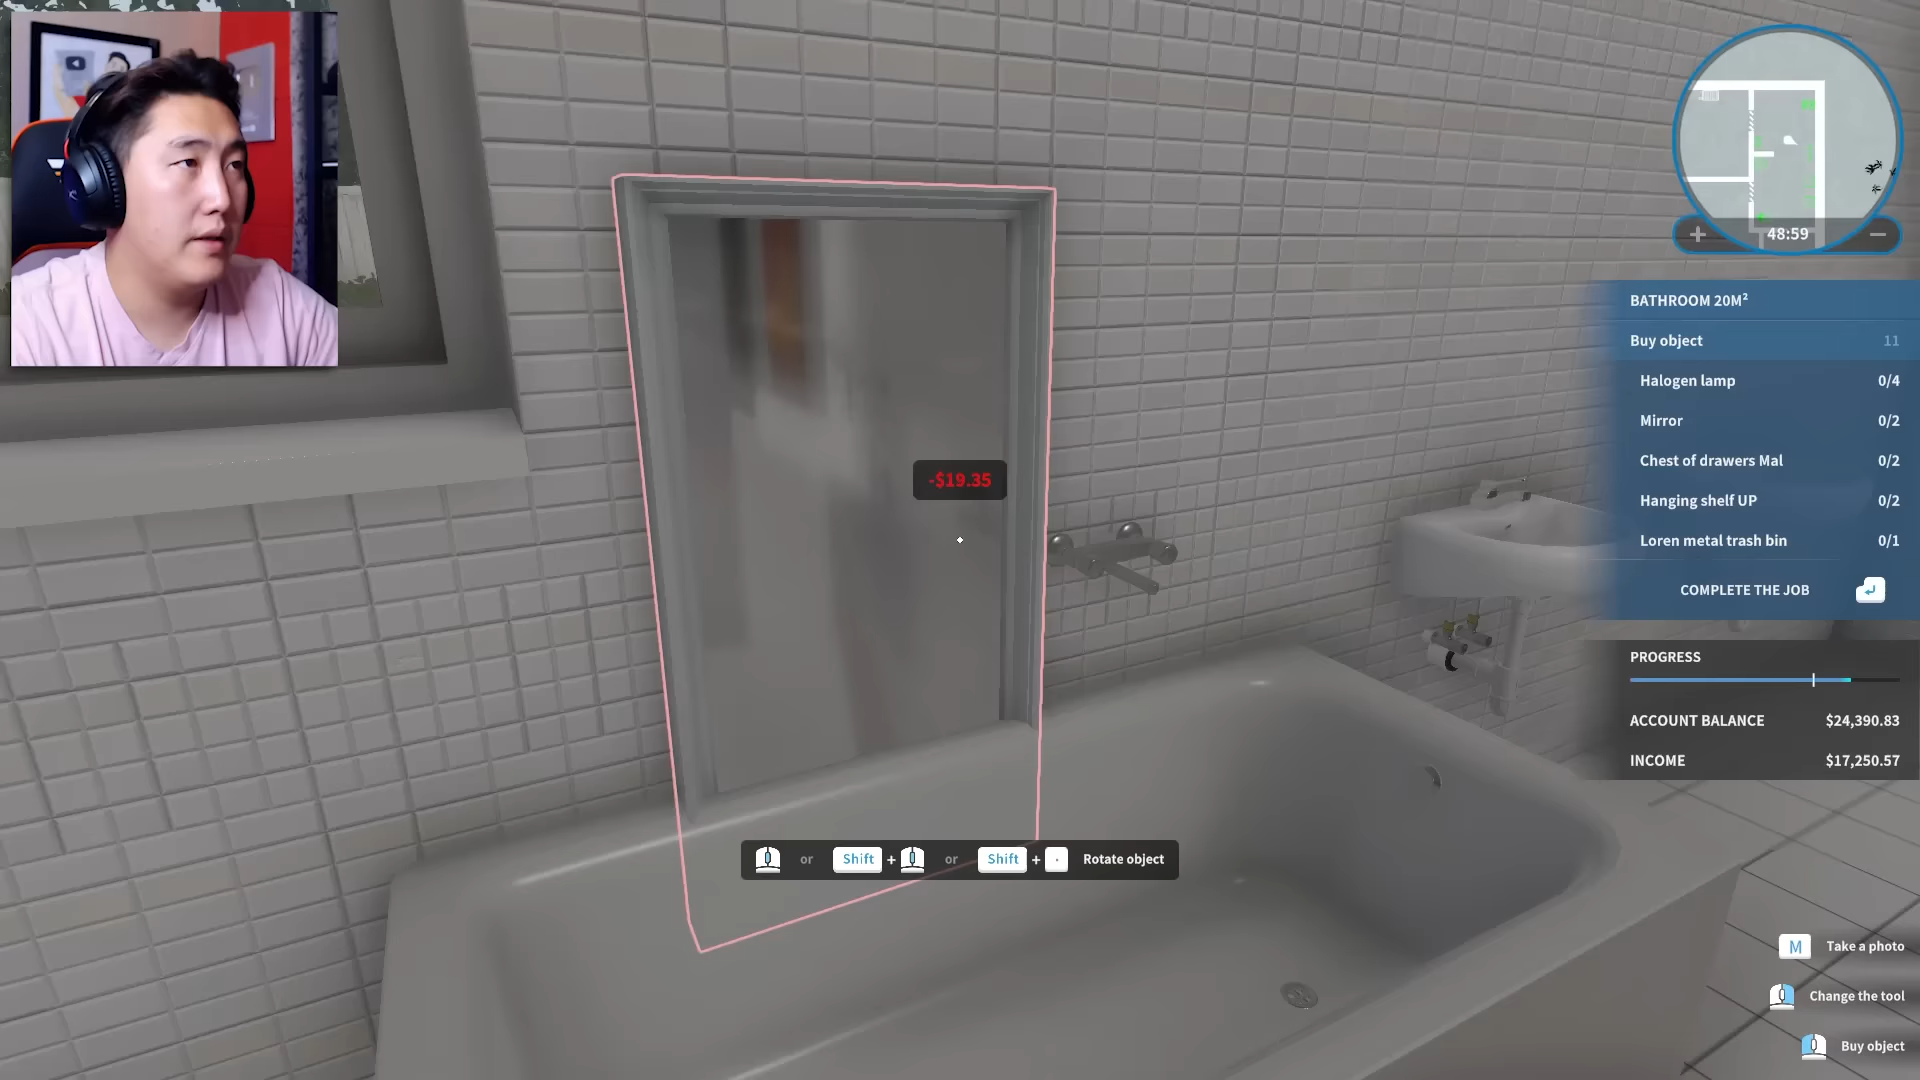 48:59
BATHROOM 20M²
Buy object 11
Halogen lamp 0/4
Mirror 0/2
Chest of drawers Mal 0/2
Hanging shelf UP 0/2
Loren metal trash bin 0/1
COMPLETE THE JOB
PROGRESS
ACCOUNT BALANCE $24,390.83
INCOME $17,250.57
-$19.35
or Shift + or Shift + . Rotate object
M Take a photo
Change the tool
Buy object